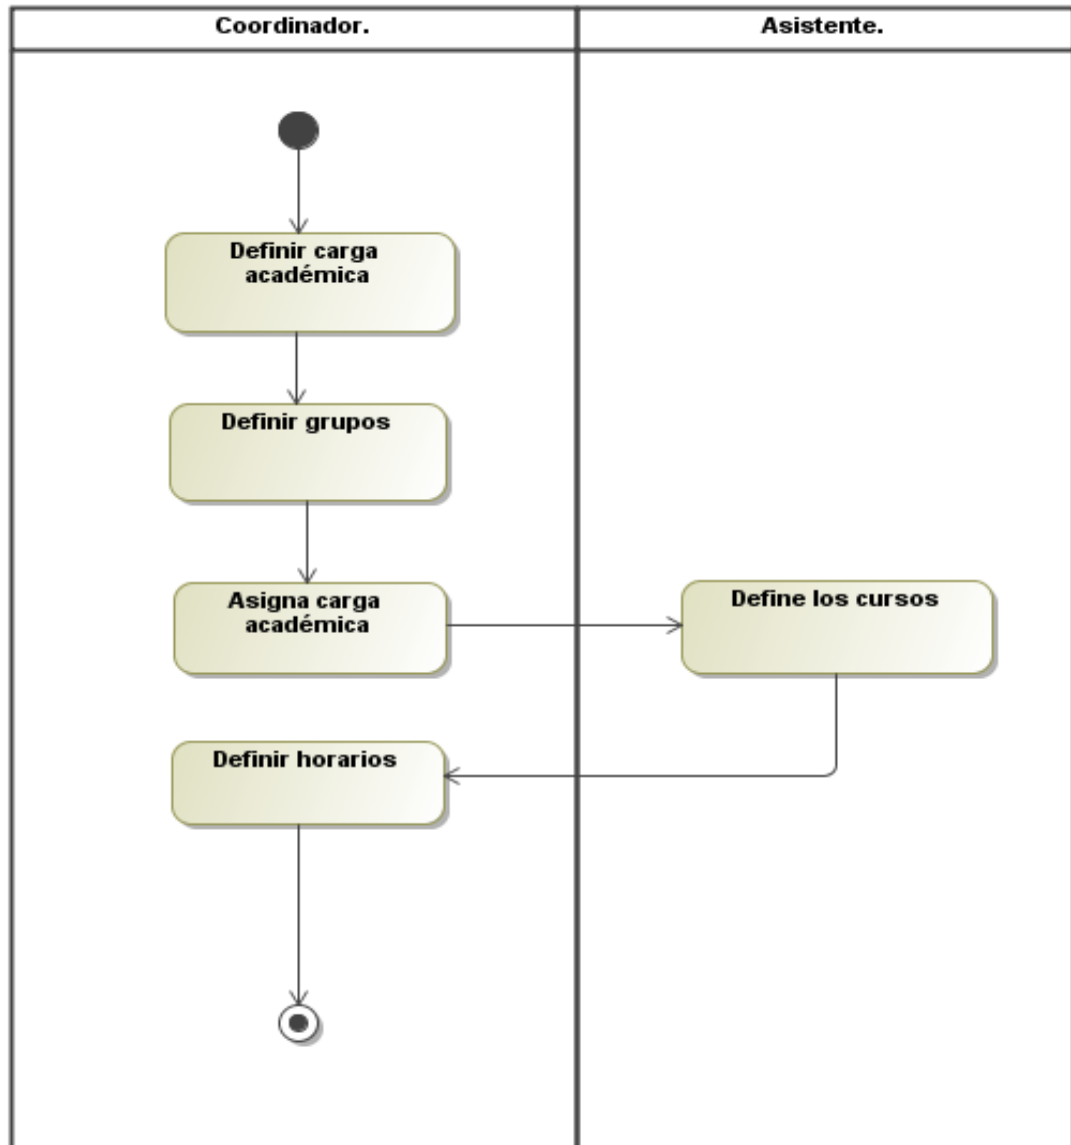 Coordinador.
Asistente.
Definir carga
académica
Definir grupos
Asigna carga
académica
Define los cursos
Definir horarios